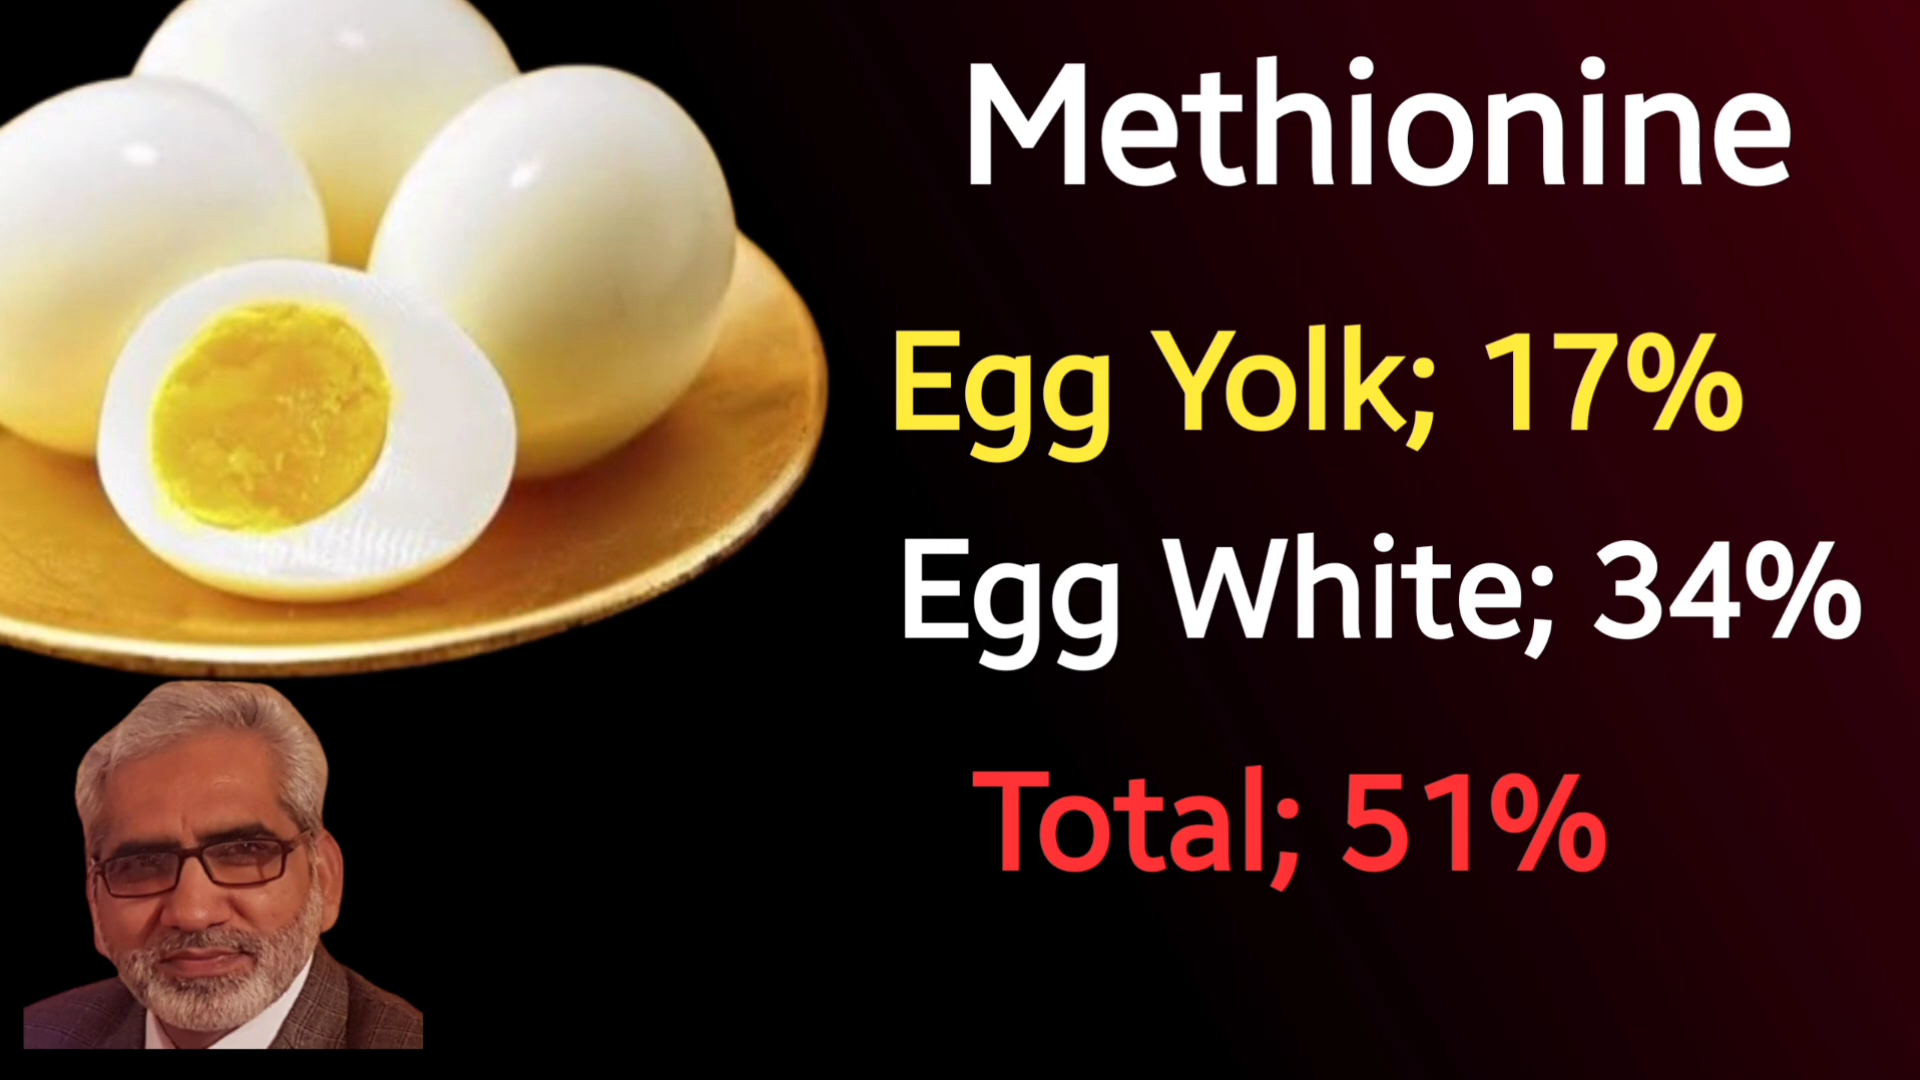 Methionine
Egg Yolk; 17%
Egg White; 34%
Total; 51%